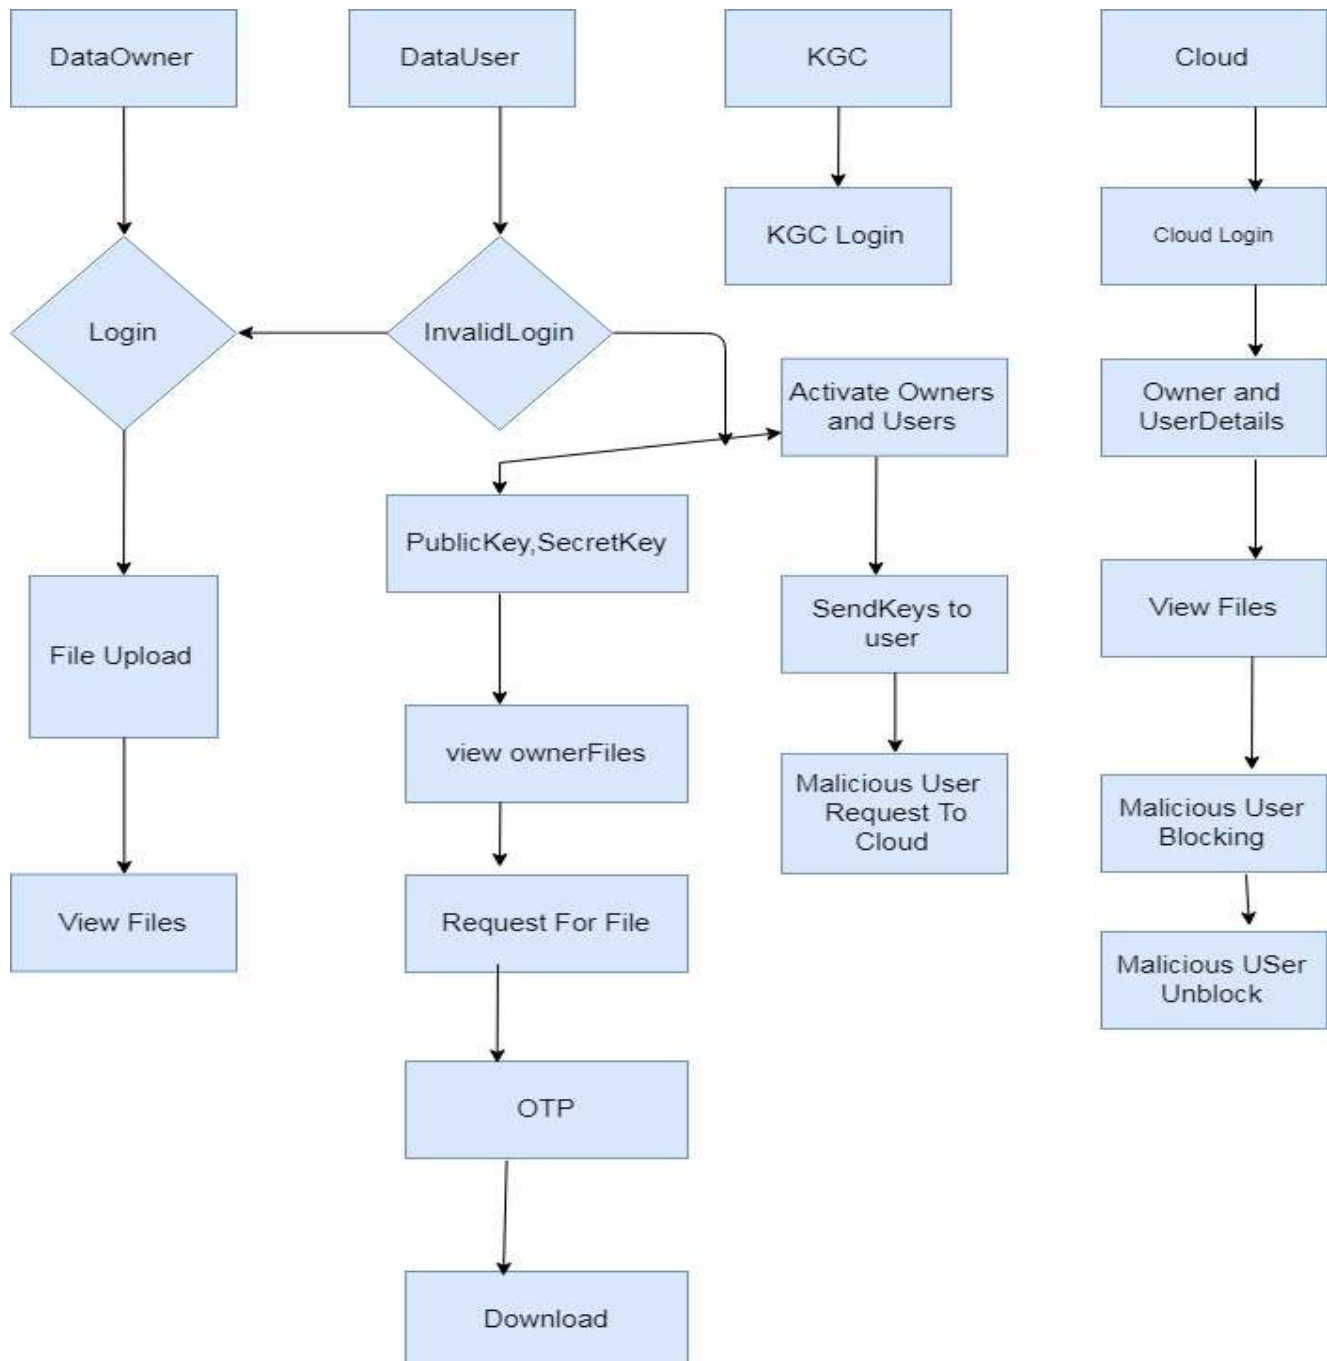 DataOwner
DataUser
KGC
Cloud
KGC Login
Cloud Login
Login
InvalidLogin
Activate Owners
and Users
Owner and
UserDetails
PublicKey,SecretKey
SendKeys to
user
View Files
File Upload
view ownerFiles
Malicious User
Request To
Cloud
Malicious User
Blocking
View Files
Request For File
Malicious USer
Unblock
OTP
Download